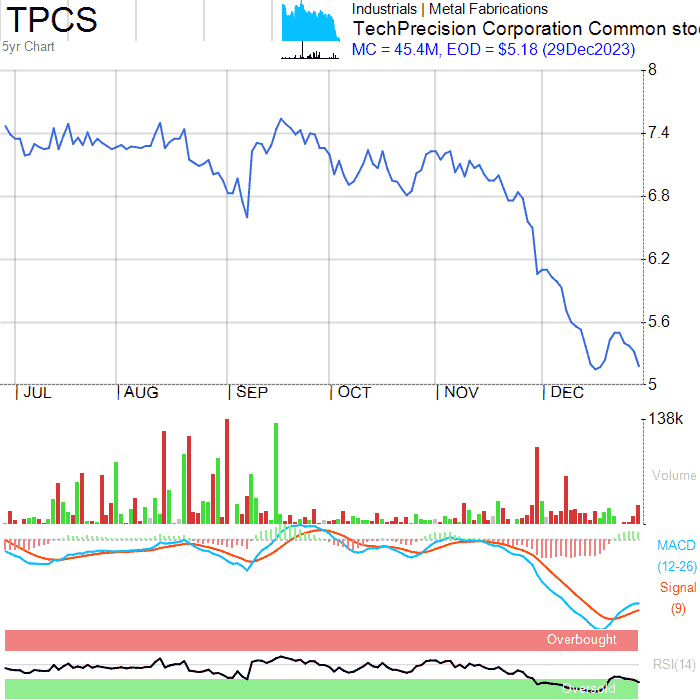 TPCS
5yr Chart
Industrials | Metal Fabrications
TechPrecision Corporation Common sto
MC = 45.4M, EOD = $5.18 (29Dec2023)
8
7.4
6.8
6.2
5.6
5
| JUL | AUG | SEP | OCT | NOV | DEC
138k
Volume
MACD
(12-26)
Signal
(9)
Overbought
RSI(14)
Oversold